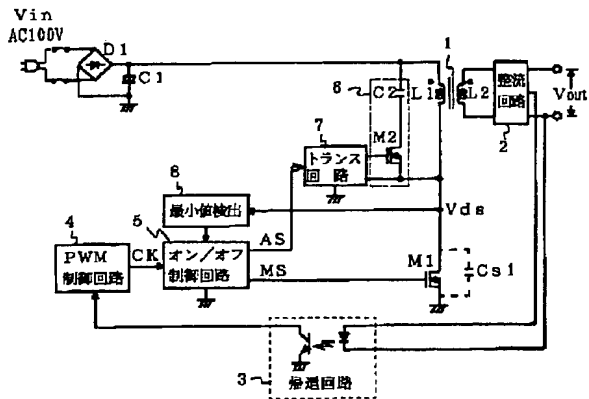 Vin
AC100V
D1
C1
1
6
C2
L1
L2
整流
回路
2
Vout
7
M2
トランス
回路
8
最小値検出
Vds
4
5
AS
PWM
制御回路
CK
オン/オフ
制御回路
MS
M1
Cs1
3
帰還回路